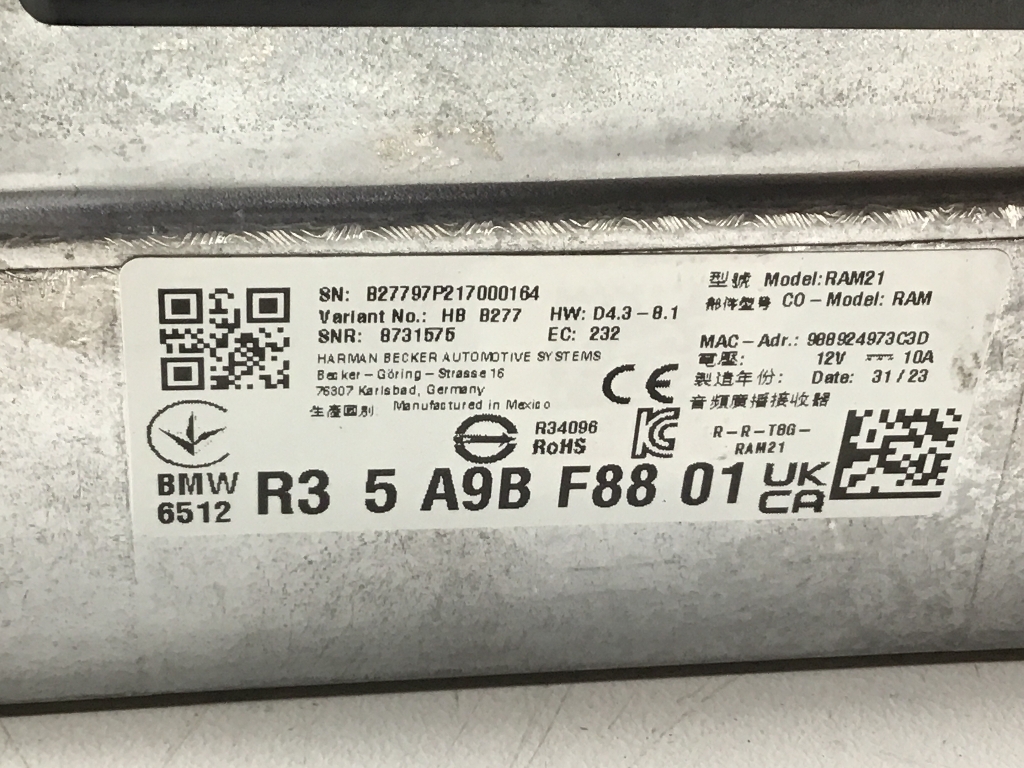 SN: B27797P217000164
Variant No.: HB B277 HW: D4.3-8.1
SNR: 8731575 EC: 232
HARMAN BECKER AUTOMOTIVE SYSTEMS
Becker-Göring-Strasse 16
76307 Karlsbad, Germany
生產國別: Manufactured in Mexico
型號 Model:RAM21
部件型号 CO-Model: RAM
MAC-Adr.: 988924973C3D
電壓: 12V 10A
製造年份: Date: 31/23
音頻廣播接收器
CE
R34096
RoHS
KC
R-R-TBG-
RAM21
BMW
6512
R3 5 A9B F88 01
UK
CA